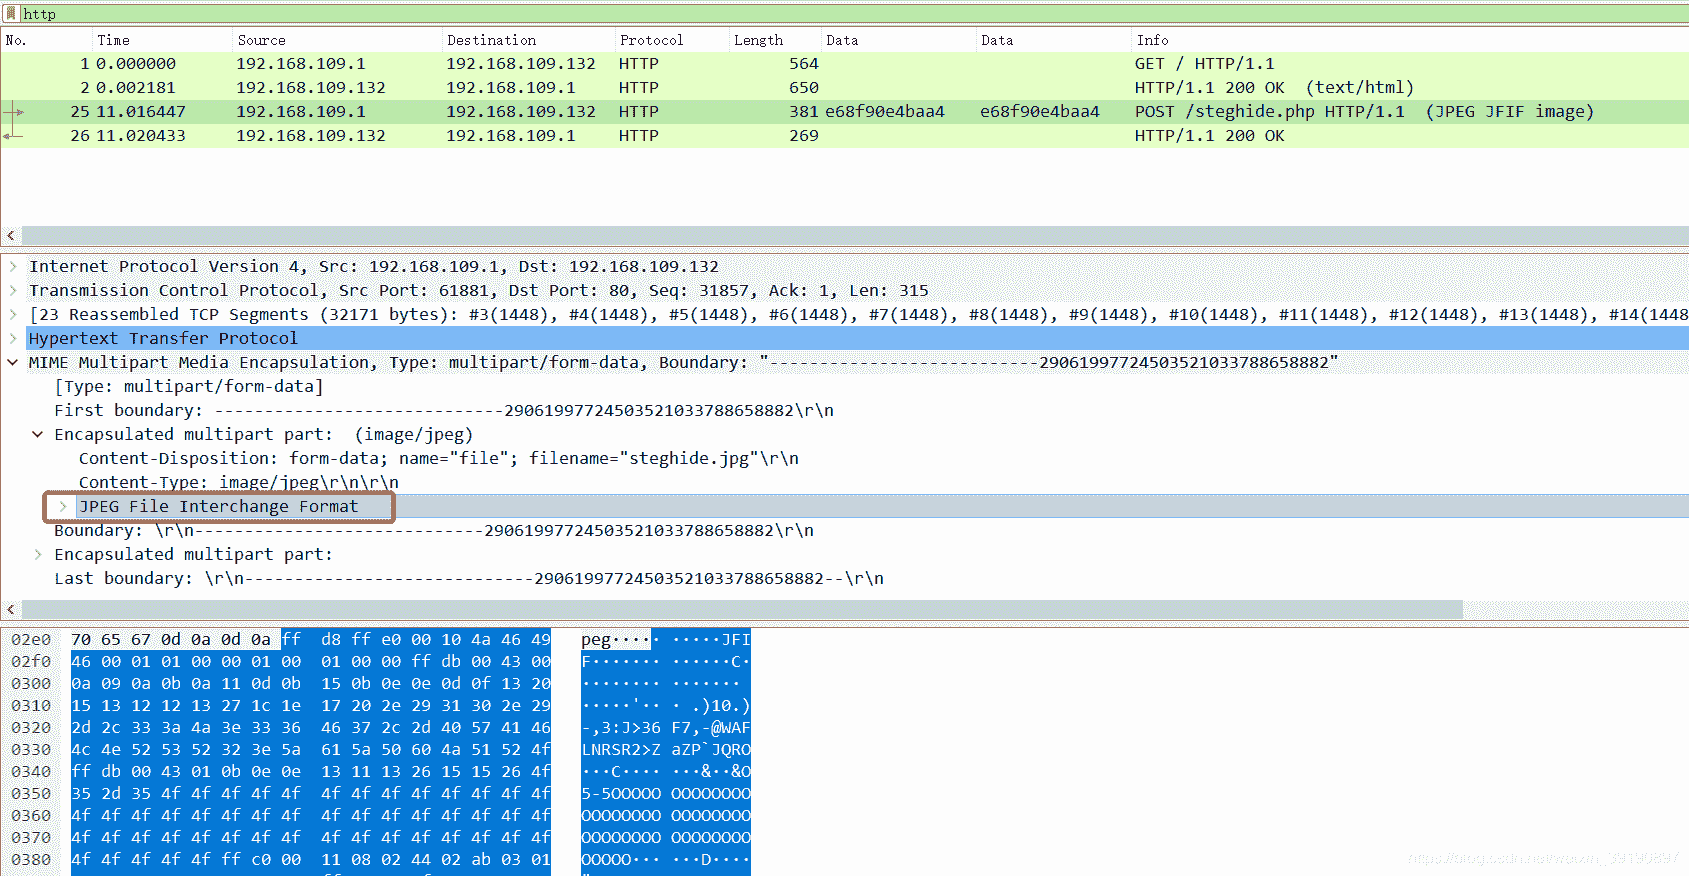 http
No. Time Source Destination Protocol Length Data Data Info
1 0.000000 192.168.109.1 192.168.109.132 HTTP 564 GET / HTTP/1.1
2 0.002181 192.168.109.132 192.168.109.1 HTTP 650 HTTP/1.1 200 OK (text/html)
25 11.016447 192.168.109.1 192.168.109.132 HTTP 381 e68f90e4baa4 e68f90e4baa4 POST /steghide.php HTTP/1.1 (JPEG JFIF image)
26 11.020433 192.168.109.132 192.168.109.1 HTTP 269 HTTP/1.1 200 OK
Internet Protocol Version 4, Src: 192.168.109.1, Dst: 192.168.109.132
Transmission Control Protocol, Src Port: 61881, Dst Port: 80, Seq: 31857, Ack: 1, Len: 315
[23 Reassembled TCP Segments (32171 bytes): #3(1448), #4(1448), #5(1448), #6(1448), #7(1448), #8(1448), #9(1448), #10(1448), #11(1448), #12(1448), #13(1448), #14(1448
Hypertext Transfer Protocol
MIME Multipart Media Encapsulation, Type: multipart/form-data, Boundary: "---------------------------29061997724503521033788658882"
[Type: multipart/form-data]
First boundary: -----------------------------29061997724503521033788658882\r\n
Encapsulated multipart part: (image/jpeg)
Content-Disposition: form-data; name="file"; filename="steghide.jpg"\r\n
Content-Type: image/jpeg\r\n\r\n
JPEG File Interchange Format
Boundary: \r\n-----------------------------29061997724503521033788658882\r\n
Encapsulated multipart part:
Last boundary: \r\n-----------------------------29061997724503521033788658882--\r\n
02e0 70 65 67 0d 0a 0d 0a ff d8 ff e0 00 10 4a 46 49 peg····· ·····JFI
02f0 46 00 01 01 00 00 01 00 01 00 00 ff db 00 43 00 F······· ······C·
0300 0a 09 0a 0b 0a 11 0d 0b 15 0b 0e 0e 0d 0f 13 20 ········ ·······
0310 15 13 12 12 13 27 1c 1e 17 20 2e 29 31 30 2e 29 ·····'·· · .)10.)
0320 2d 2c 33 3a 4a 3e 33 36 46 37 2c 2d 40 57 41 46 -,3:J>36 F7,-@WAF
0330 4c 4e 52 53 52 32 3e 5a 61 5a 50 60 4a 51 52 4f LNRSR2>Z aZP`JQRO
0340 ff db 00 43 01 0b 0e 0e 13 11 13 26 15 15 26 4f ···C···· ···&··&O
0350 35 2d 35 4f 4f 4f 4f 4f 4f 4f 4f 4f 4f 4f 4f 4f 5-5OOOOO OOOOOOOO
0360 4f 4f 4f 4f 4f 4f 4f 4f 4f 4f 4f 4f 4f 4f 4f 4f OOOOOOOO OOOOOOOO
0370 4f 4f 4f 4f 4f 4f 4f 4f 4f 4f 4f 4f 4f 4f 4f 4f OOOOOOOO OOOOOOOO
0380 4f 4f 4f 4f 4f ff c0 00 11 08 02 44 02 ab 03 01 OOOOO··· ···D····